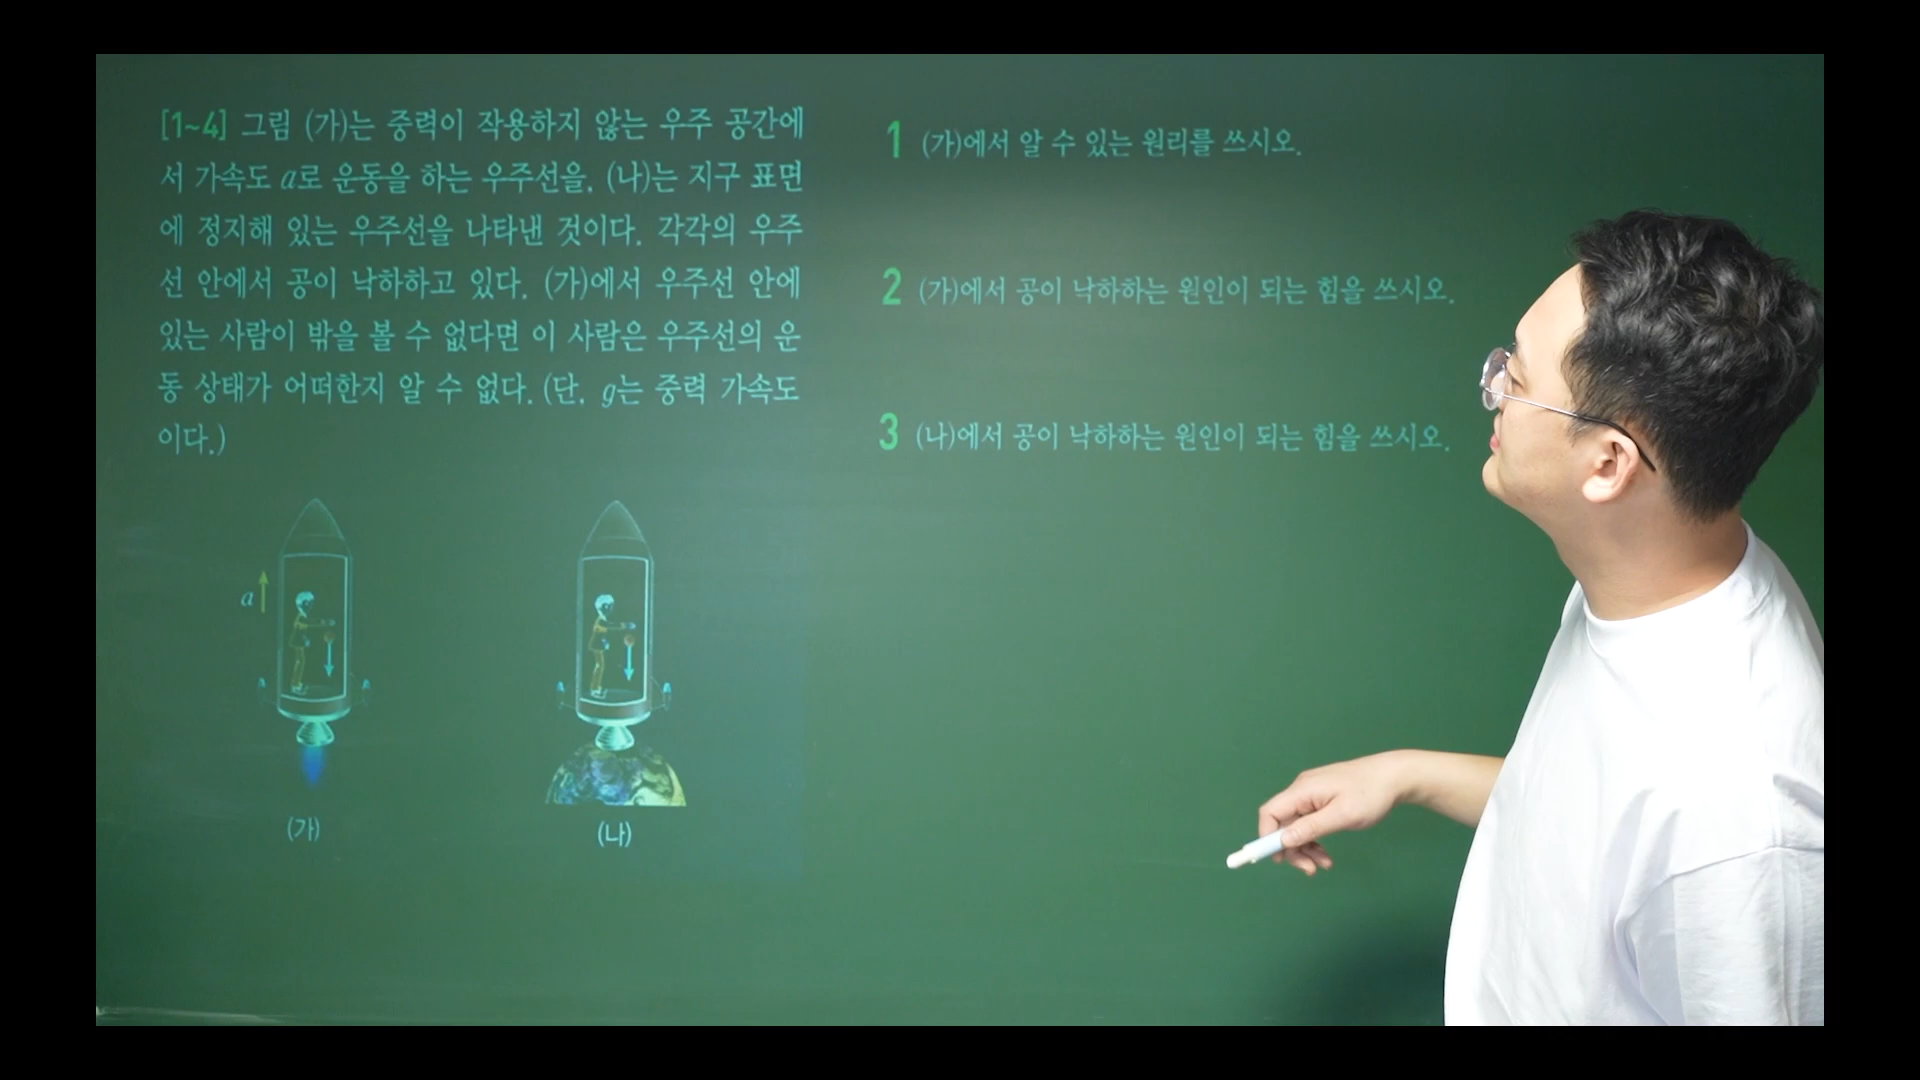 [1~4] 그림 (가)는 중력이 작용하지 않는 우주 공간에
서 가속도 a로 운동을 하는 우주선을, (나)는 지구 표면
에 정지해 있는 우주선을 나타낸 것이다. 각각의 우주
선 안에서 공이 낙하하고 있다. (가)에서 우주선 안에
있는 사람이 밖을 볼 수 없다면 이 사람은 우주선의 운
동 상태가 어떠한지 알 수 없다. (단, g는 중력 가속도
이다.)
a
(가)
(나)
1 (가)에서 알 수 있는 원리를 쓰시오.
2 (가)에서 공이 낙하하는 원인이 되는 힘을 쓰시오.
3 (나)에서 공이 낙하하는 원인이 되는 힘을 쓰시오.